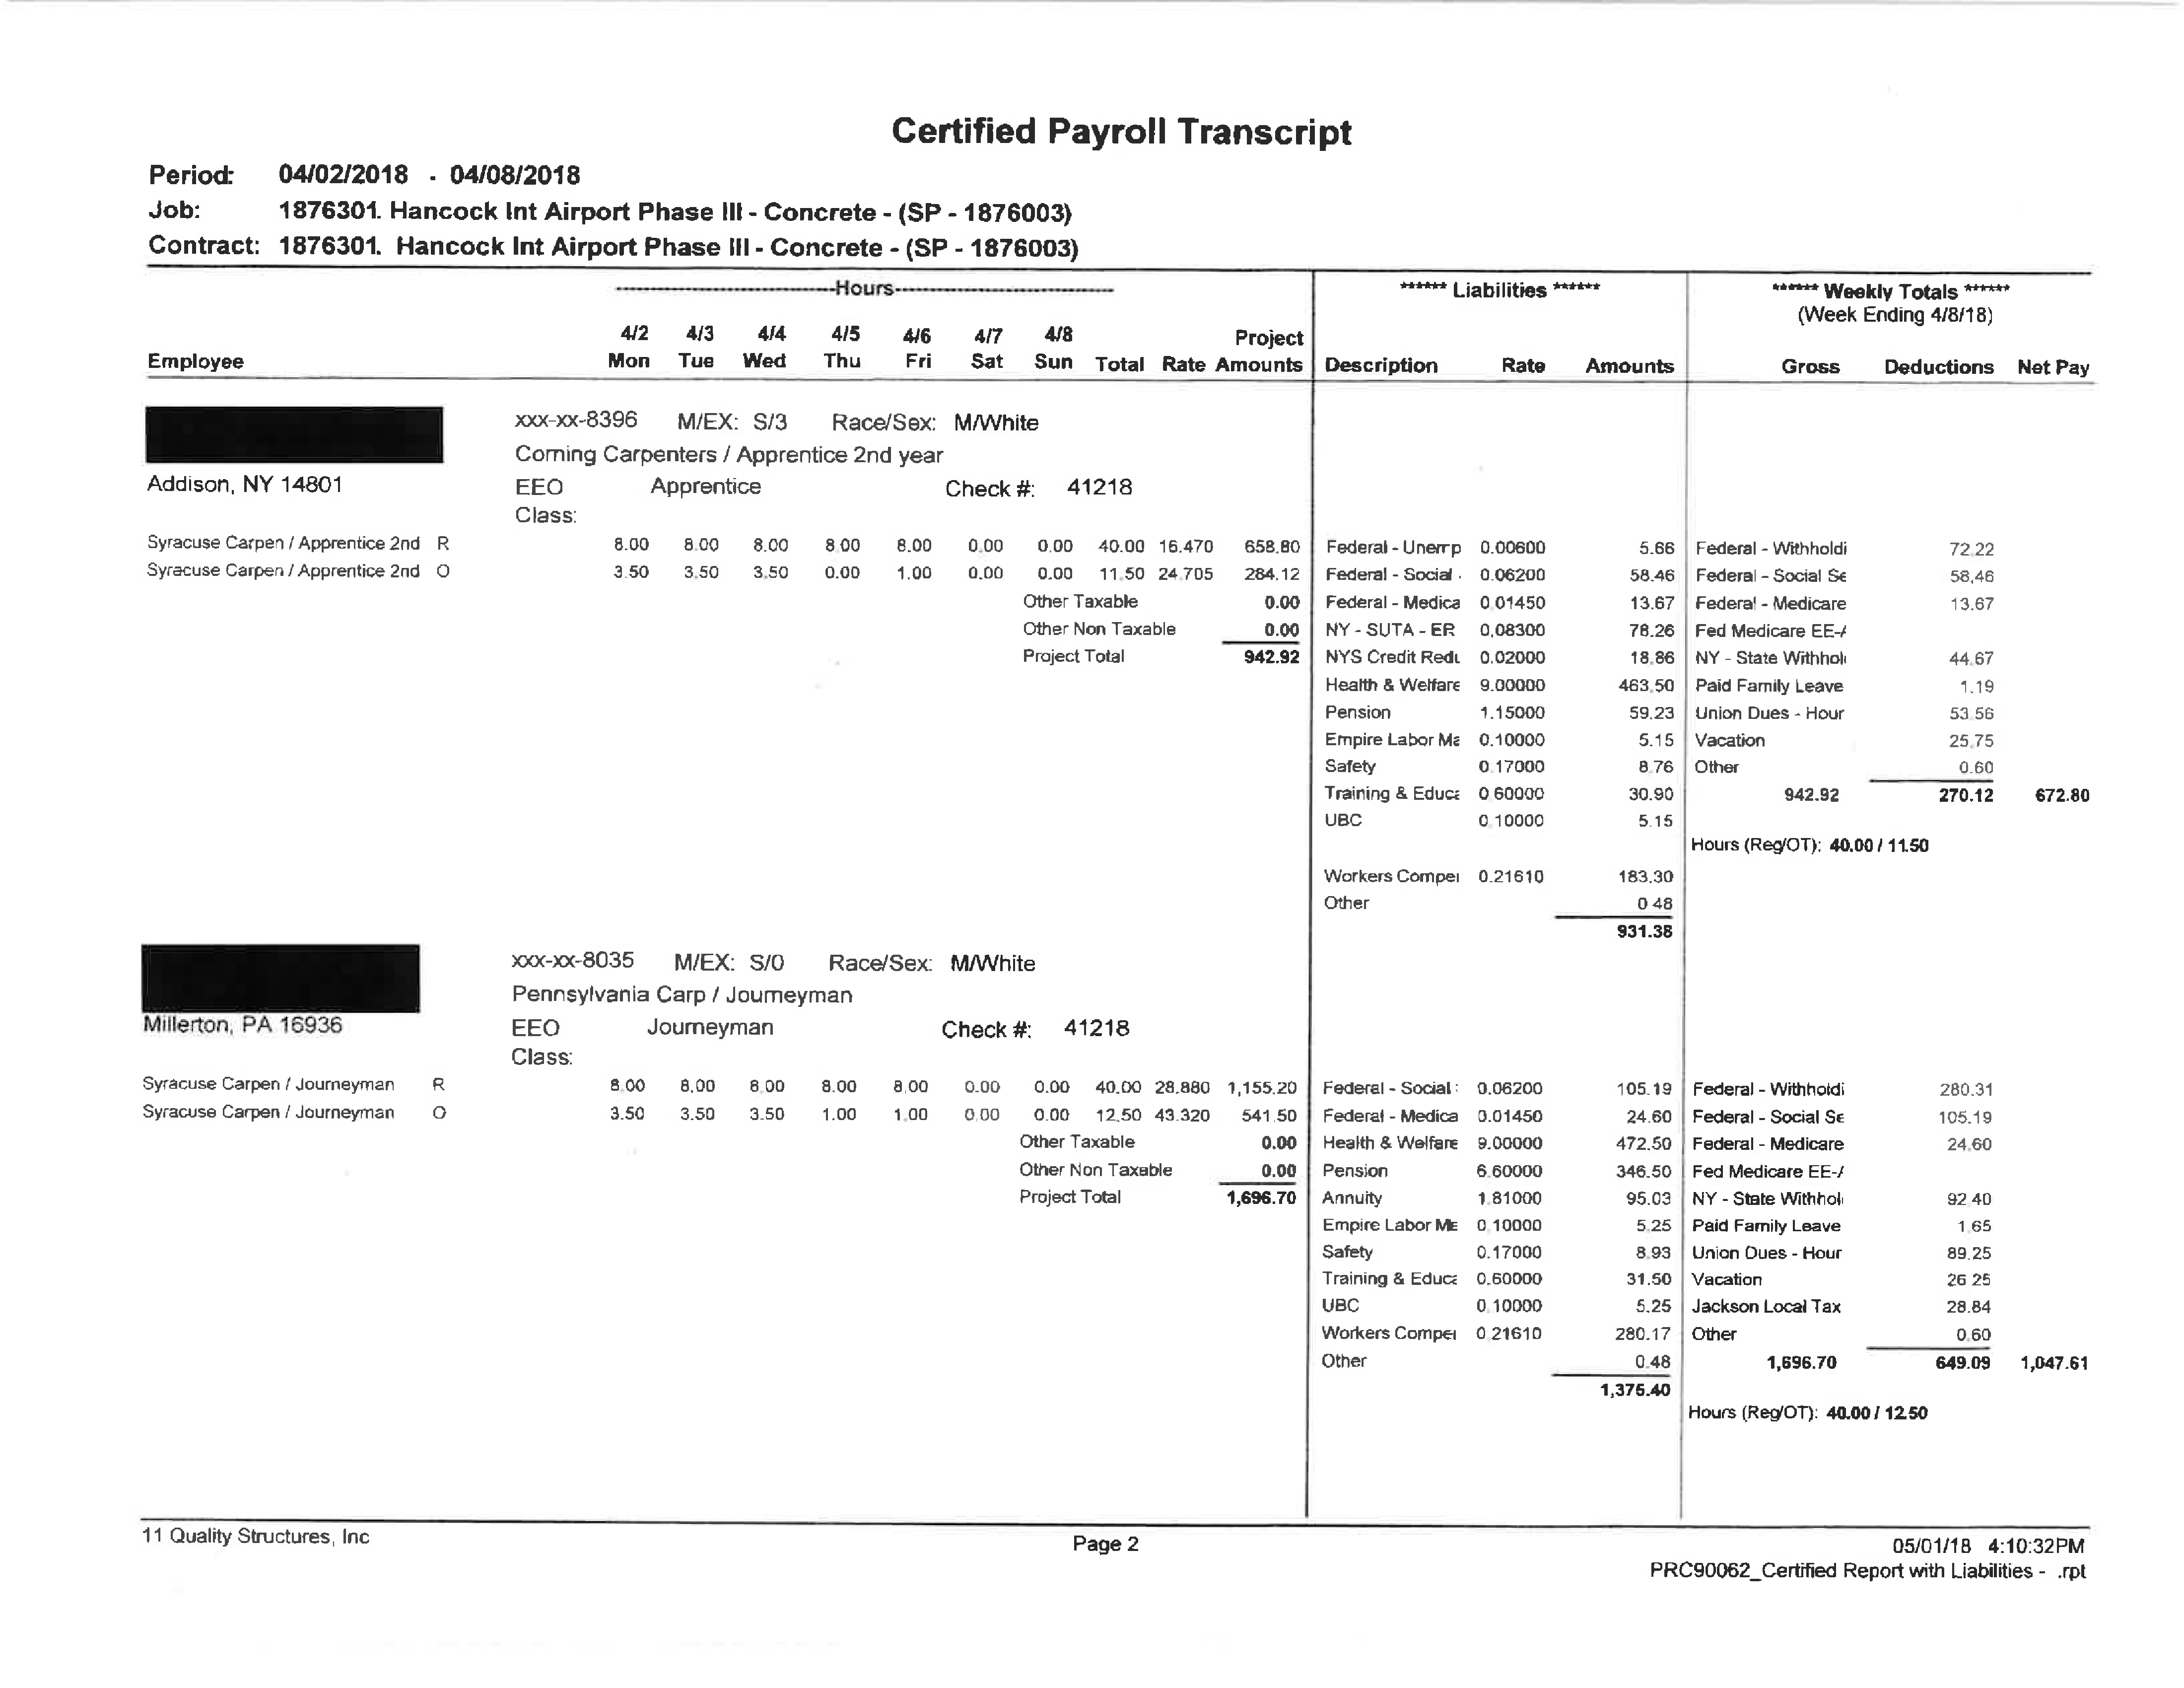 Certified Payroll Transcript
Period: 04/02/2018 - 04/08/2018
Job: 1876301. Hancock Int Airport Phase III - Concrete - (SP - 1876003)
Contract: 1876301. Hancock Int Airport Phase III - Concrete - (SP - 1876003)
-Hours- ****** Liabilities ****** ****** Weekly Totals ******
(Week Ending 4/8/18)
4/2 4/3 4/4 4/5 4/6 4/7 4/8 Project
Employee Mon Tue Wed Thu Fri Sat Sun Total Rate Amounts Description Rate Amounts Gross Deductions Net Pay
xxx-xx-8396 M/EX: S/3 Race/Sex: M/White
Corning Carpenters / Apprentice 2nd year
Addison, NY 14801 EEO Apprentice Check #: 41218
Class:
Syracuse Carpen / Apprentice 2nd R 8.00 8.00 8.00 8.00 8.00 0.00 0.00 40.00 16.470 658.80 Federal - Unemp 0.00600 5.66 Federal - Withholdi 72.22
Syracuse Carpen / Apprentice 2nd O 3.50 3.50 3.50 0.00 1.00 0.00 0.00 11.50 24.705 284.12 Federal - Social 0.06200 58.46 Federal - Social Se 58.46
Other Taxable 0.00 Federal - Medica 0.01450 13.67 Federal - Medicare 13.67
Other Non Taxable 0.00 NY - SUTA - ER 0.08300 78.26 Fed Medicare EE-A
Project Total 942.92 NYS Credit Redu 0.02000 18.86 NY - State Withhol 44.67
Health & Welfare 9.00000 463.50 Paid Family Leave 1.19
Pension 1.15000 59.23 Union Dues - Hour 53.56
Empire Labor Ma 0.10000 5.15 Vacation 25.75
Safety 0.17000 8.76 Other 0.60
Training & Educa 0.60000 30.90 942.92 270.12 672.80
UBC 0.10000 5.15
Hours (Reg/OT): 40.00 / 11.50
Workers Compe 0.21610 183.30
Other 0.48
931.38
xxx-xx-8035 M/EX: S/0 Race/Sex: M/White
Pennsylvania Carp / Journeyman
Millerton, PA 16936 EEO Journeyman Check #: 41218
Class:
Syracuse Carpen / Journeyman R 8.00 8.00 8.00 8.00 8.00 0.00 0.00 40.00 28.880 1,155.20 Federal - Social 0.06200 105.19 Federal - Withholdi 280.31
Syracuse Carpen / Journeyman O 3.50 3.50 3.50 1.00 1.00 0.00 0.00 12.50 43.320 541.50 Federal - Medica 0.01450 24.60 Federal - Social Se 105.19
Other Taxable 0.00 Health & Welfare 9.00000 472.50 Federal - Medicare 24.60
Other Non Taxable 0.00 Pension 6.60000 346.50 Fed Medicare EE-A
Project Total 1,696.70 Annuity 1.81000 95.03 NY - State Withhol 92.40
Empire Labor Ma 0.10000 5.25 Paid Family Leave 1.65
Safety 0.17000 8.93 Union Dues - Hour 89.25
Training & Educa 0.60000 31.50 Vacation 26.25
UBC 0.10000 5.25 Jackson Local Tax 28.84
Workers Compe 0.21610 280.17 Other 0.60
Other 0.48 1,696.70 649.09 1,047.61
1,375.40
Hours (Reg/OT): 40.00 / 12.50
11 Quality Structures, Inc Page 2 05/01/18 4:10:32PM
PRC90062_Certified Report with Liabilities - .rpt